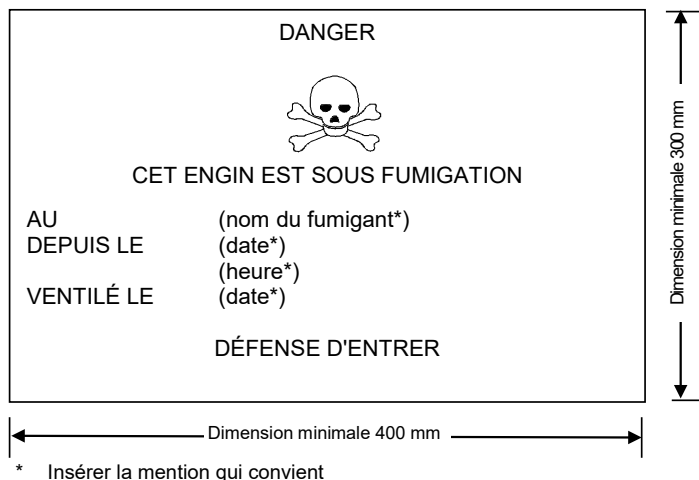 DANGER
CET ENGIN EST SOUS FUMIGATION
AU (nom du fumigant*)
DEPUIS LE (date*)
(heure*)
VENTILÉ LE (date*)
DÉFENSE D'ENTRER
Dimension minimale 300 mm
Dimension minimale 400 mm
* Insérer la mention qui convient